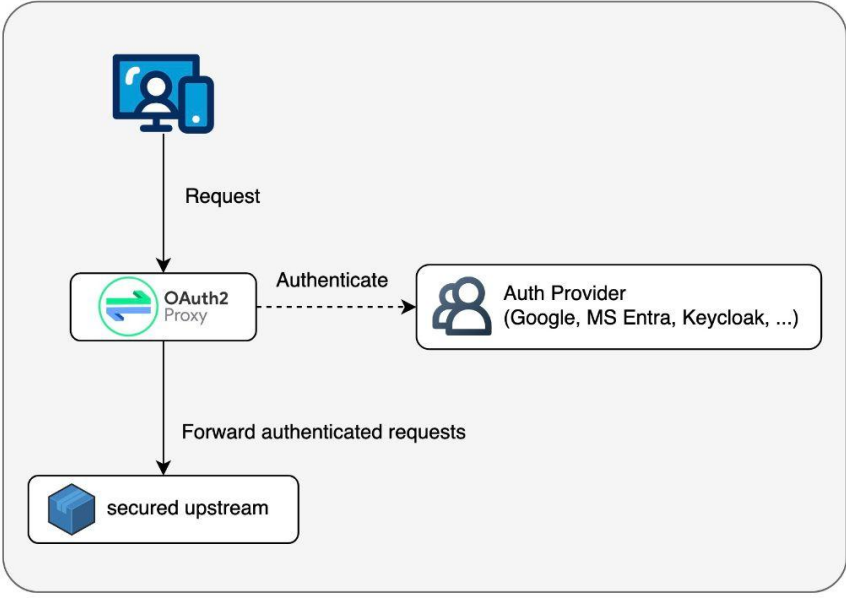 Request
OAuth2
Proxy
Authenticate
Auth Provider
(Google, MS Entra, Keycloak, ...)
Forward authenticated requests
secured upstream